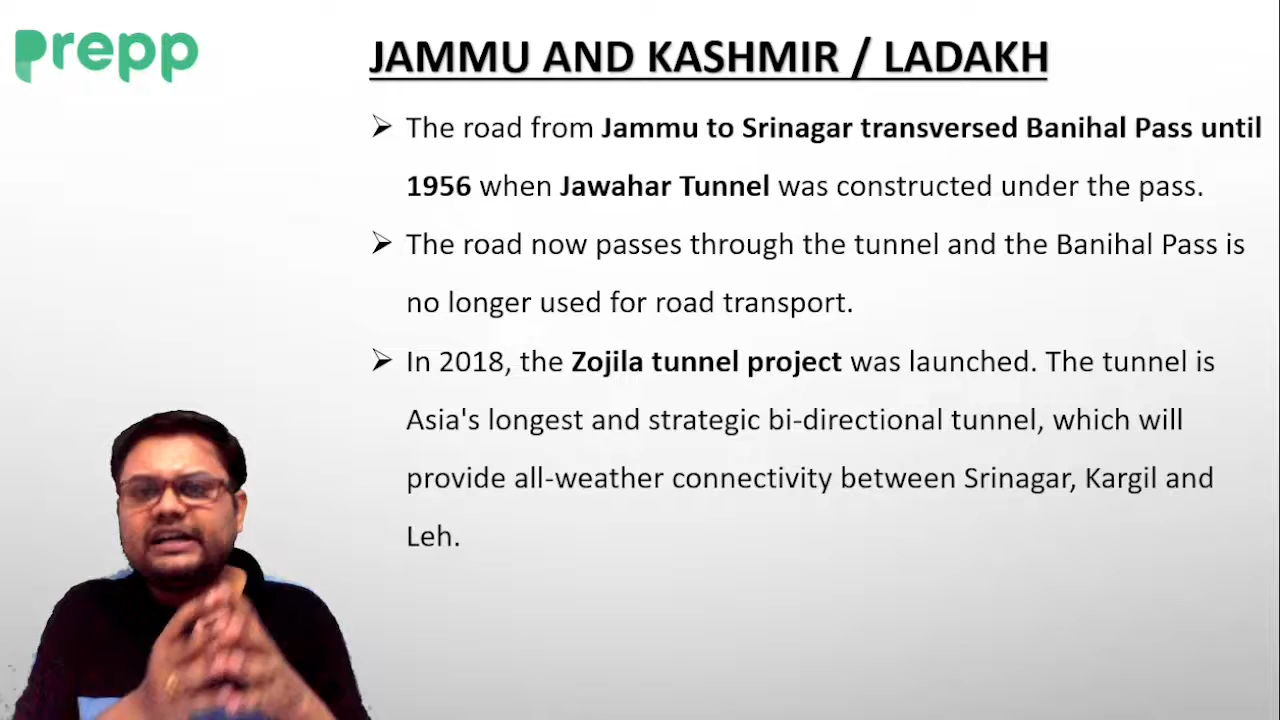 prepp
JAMMU AND KASHMIR / LADAKH
➢ The road from Jammu to Srinagar transversed Banihal Pass until
1956 when Jawahar Tunnel was constructed under the pass.
➢ The road now passes through the tunnel and the Banihal Pass is
no longer used for road transport.
➢ In 2018, the Zojila tunnel project was launched. The tunnel is
Asia's longest and strategic bi-directional tunnel, which will
provide all-weather connectivity between Srinagar, Kargil and
Leh.